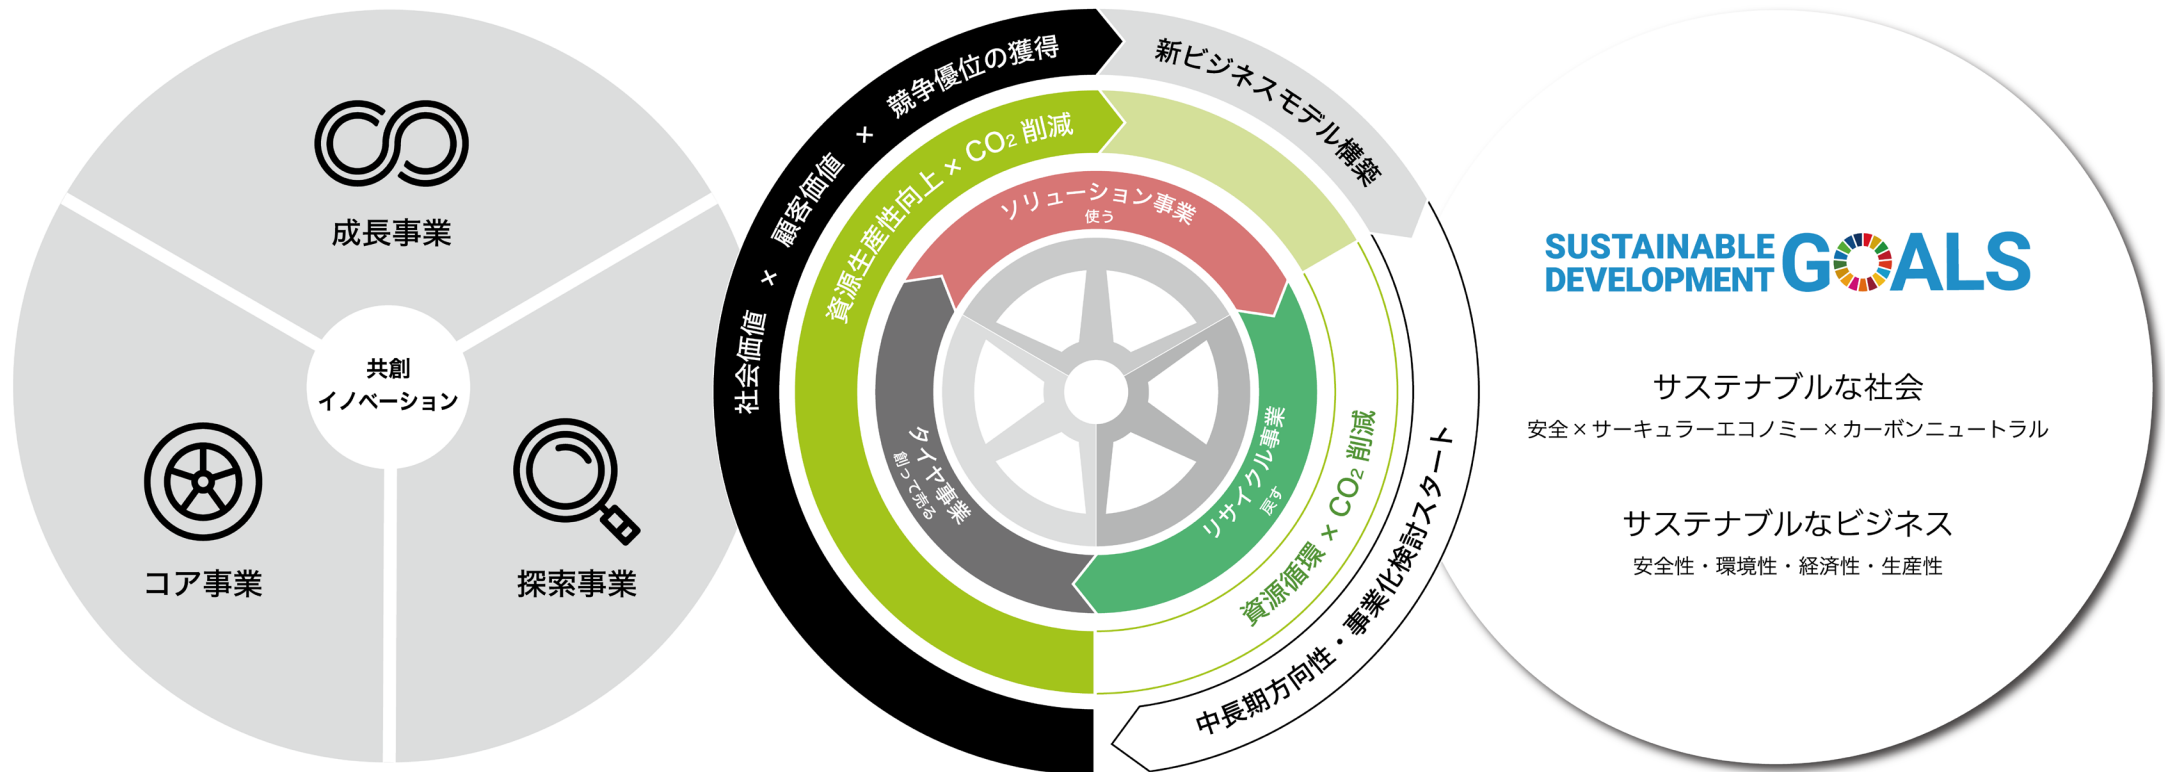 成長事業
共創
イノベーション
コア事業
探索事業
社会価値 × 顧客価値 × 競争優位の獲得
新ビジネスモデル構築
中長期方向性・事業化検討スタート
資源生産性向上 × CO₂ 削減
資源循環 × CO₂ 削減
ソリューション事業
使う
タイヤ事業
創って売る
リサイクル事業
戻す
SUSTAINABLE
DEVELOPMENT
GOALS
サステナブルな社会
安全×サーキュラーエコノミー×カーボンニュートラル
サステナブルなビジネス
安全性・環境性・経済性・生産性